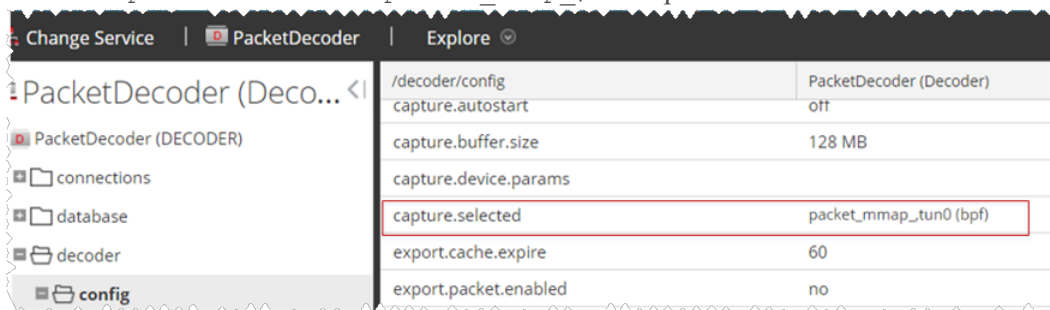 Change Service | PacketDecoder | Explore
PacketDecoder (Deco...
PacketDecoder (DECODER)
connections
database
decoder
config
/decoder/config PacketDecoder (Decoder)
capture.autostart off
capture.buffer.size 128 MB
capture.device.params
capture.selected packet_mmap_,tun0 (bpf)
export.cache.expire 60
export.packet.enabled no